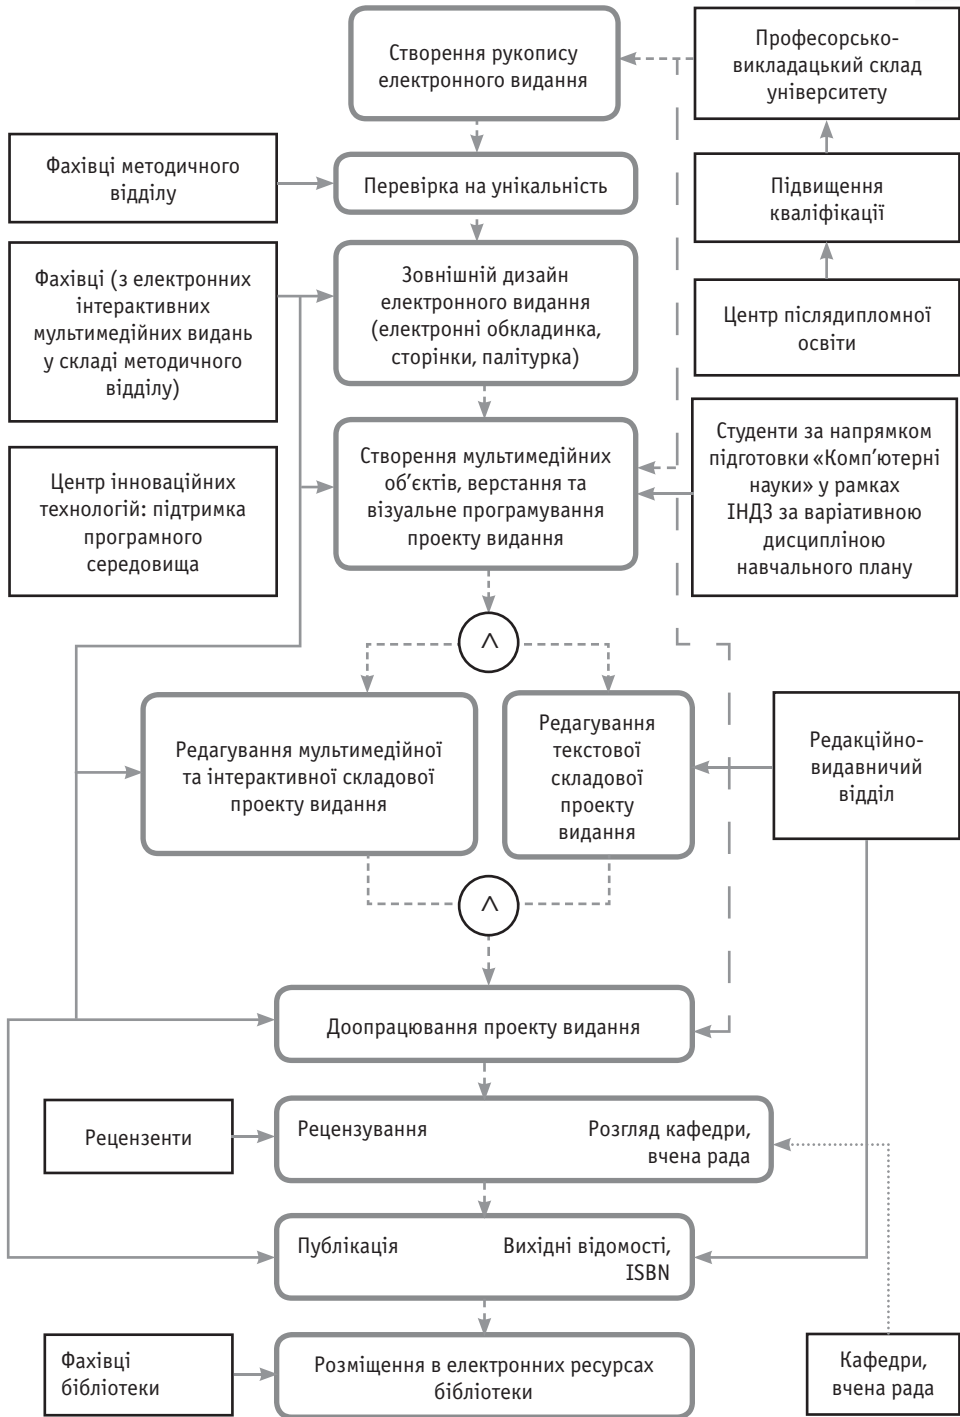 Створення рукопису
електронного видання
Професорсько-
викладацький склад
університету
Фахівці методичного
відділу
Перевірка на унікальність
Підвищення
кваліфікації
Фахівці (з електронних
інтерактивних
мультимедійних видань
у складі методичного
відділу)
Зовнішній дизайн
електронного видання
(електронні обкладинка,
сторінки, палітурка)
Центр післядипломної
освіти
Центр інноваційних
технологій: підтримка
програмного
середовища
Створення мультимедійних
об’єктів, верстання та
візуальне програмування
проекту видання
Студенти за напрямком
підготовки «Комп’ютерні
науки» у рамках
ІНДЗ за варіативною
дисципліною
навчального плану
^
Редагування мультимедійної
та інтерактивної складової
проекту видання
Редагування
текстової
складової
проекту
видання
Редакційно-
видавничий
відділ
^
Доопрацювання проекту видання
Рецензенти
Рецензування Розгляд кафедри,
вчена рада
Публікація Вихідні відомості,
ISBN
Фахівці
бібліотеки
Розміщення в електронних ресурсах
бібліотеки
Кафедри,
вчена рада